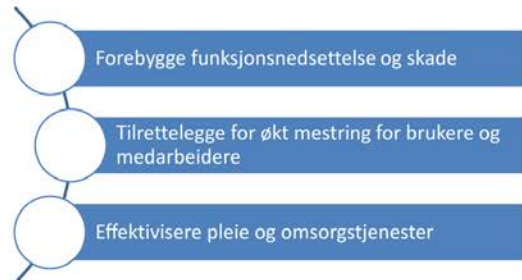 Forebygge funksjonsnedsettelse og skade
Tilrettelegge for økt mestring for brukere og
medarbeidere
Effektivisere pleie og omsorgstjenester